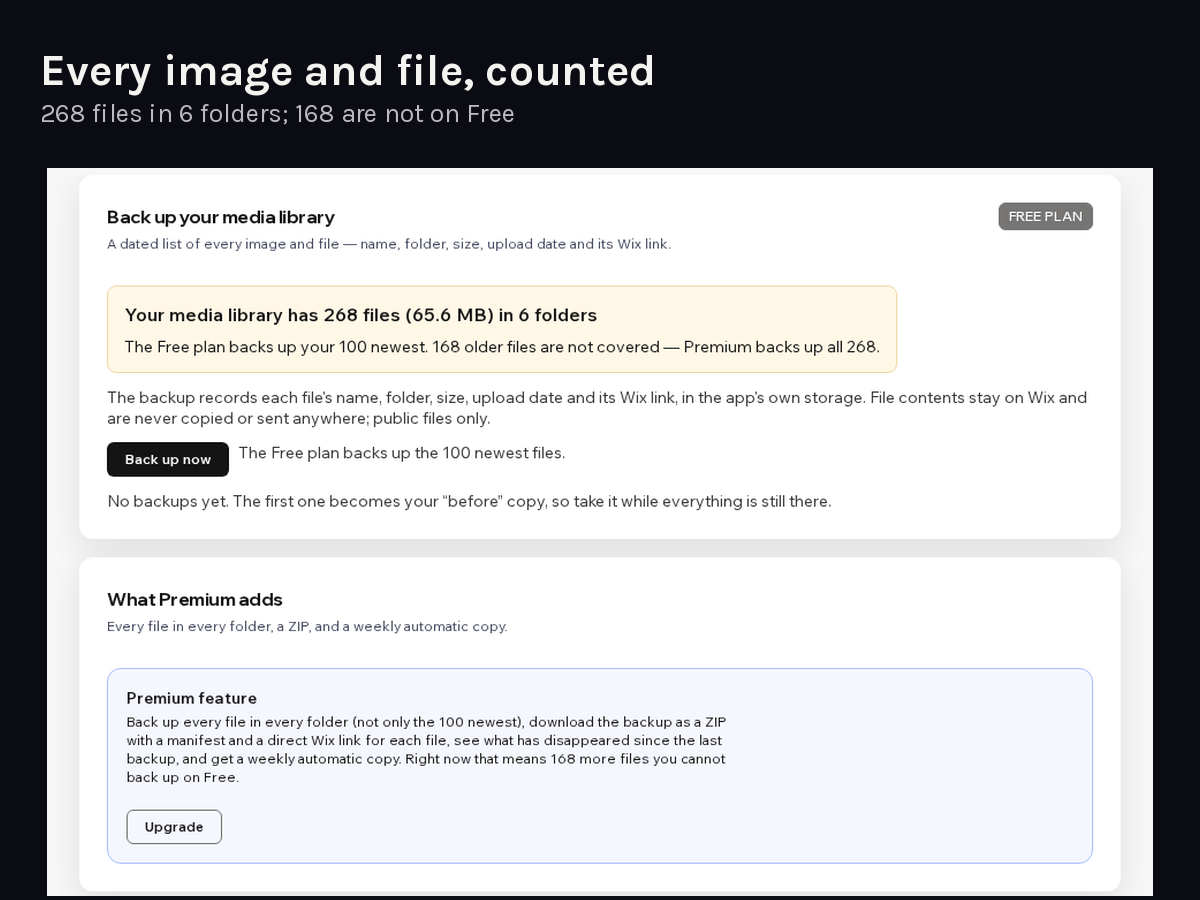 Every image and file, counted
268 files in 6 folders; 168 are not on Free
Back up your media library
FREE PLAN
A dated list of every image and file — name, folder, size, upload date and its Wix link.
Your media library has 268 files (65.6 MB) in 6 folders
The Free plan backs up your 100 newest. 168 older files are not covered — Premium backs up all 268.
The backup records each file's name, folder, size, upload date and its Wix link, in the app's own storage. File contents stay on Wix and
are never copied or sent anywhere; public files only.
Back up now
The Free plan backs up the 100 newest files.
No backups yet. The first one becomes your “before” copy, so take it while everything is still there.
What Premium adds
Every file in every folder, a ZIP, and a weekly automatic copy.
Premium feature
Back up every file in every folder (not only the 100 newest), download the backup as a ZIP
with a manifest and a direct Wix link for each file, see what has disappeared since the last
backup, and get a weekly automatic copy. Right now that means 168 more files you cannot
back up on Free.
Upgrade